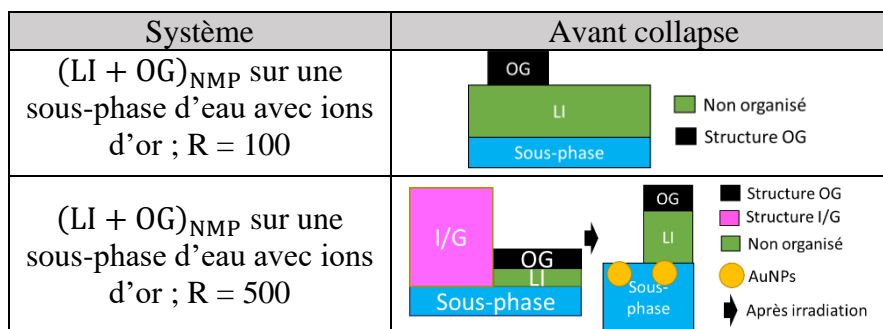 Système
Avant collapse
(LI + OG)NMP sur une
sous-phase d'eau avec ions
d'or ; R = 100
OG
LI
Sous-phase
Non organisé
Structure OG
(LI + OG)NMP sur une
sous-phase d'eau avec ions
d'or ; R = 500
I/G
OG
LI
Sous-phase
OG
LI
Sous-
phase
Structure OG
Structure I/G
Non organisé
AuNPs
Après irradiation